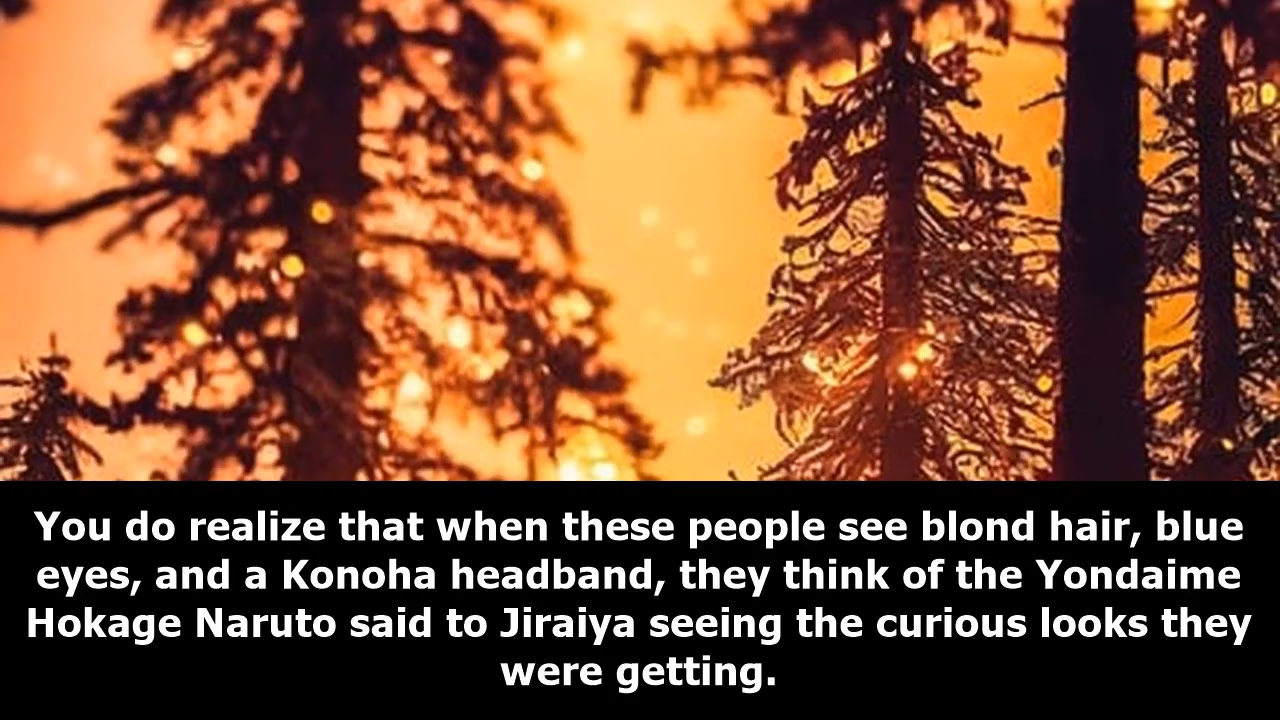 You do realize that when these people see blond hair, blue
eyes, and a Konoha headband, they think of the Yondaime
Hokage Naruto said to Jiraiya seeing the curious looks they
were getting.